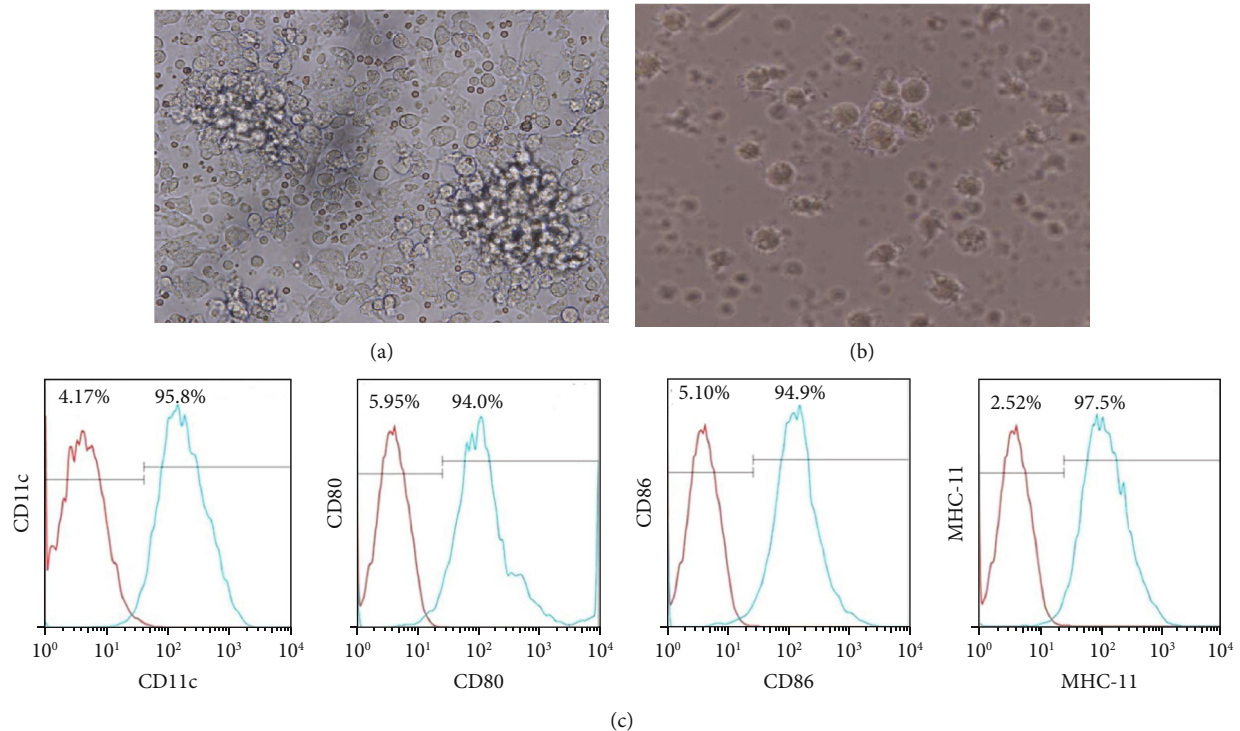 (a)
(b)
4.17% 95.8%
CD11c
10⁰ 10¹ 10² 10³ 10⁴
CD11c
5.95% 94.0%
CD80
10⁰ 10¹ 10² 10³ 10⁴
CD80
5.10% 94.9%
CD86
10⁰ 10¹ 10² 10³ 10⁴
CD86
2.52% 97.5%
MHC-11
10⁰ 10¹ 10² 10³ 10⁴
MHC-11
(c)